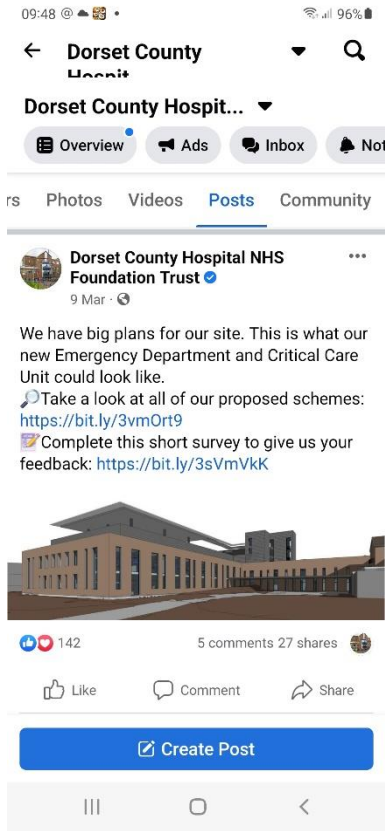 09:48 @ 96%
Dorset County
Hospit
Dorset County Hospit...
Overview Ads Inbox Not
rs Photos Videos Posts Community
Dorset County Hospital NHS
Foundation Trust
9 Mar ·
We have big plans for our site. This is what our
new Emergency Department and Critical Care
Unit could look like.
🔎Take a look at all of our proposed schemes:
https://bit.ly/3vmOrt9
📝Complete this short survey to give us your
feedback: https://bit.ly/3sVmVkK
142 5 comments 27 shares
Like Comment Share
Create Post